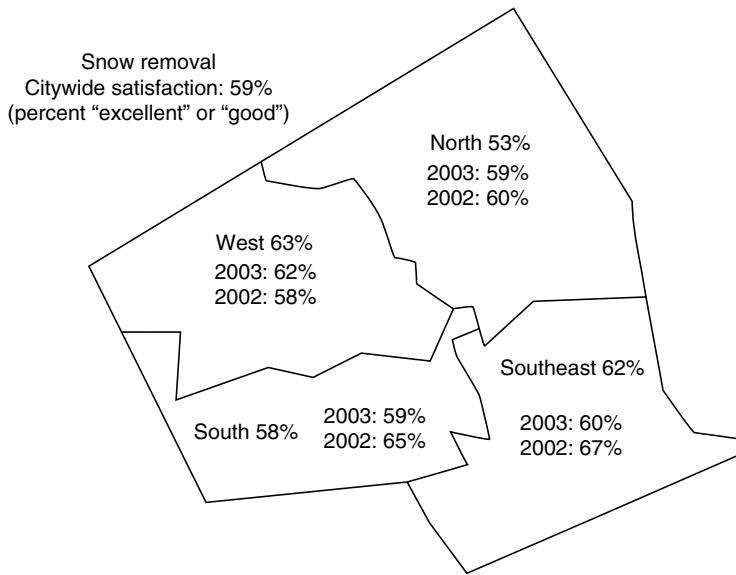 Snow removal
Citywide satisfaction: 59%
(percent “excellent” or “good”)
North 53%
2003: 59%
2002: 60%
West 63%
2003: 62%
2002: 58%
Southeast 62%
2003: 60%
2002: 67%
South 58%
2003: 59%
2002: 65%